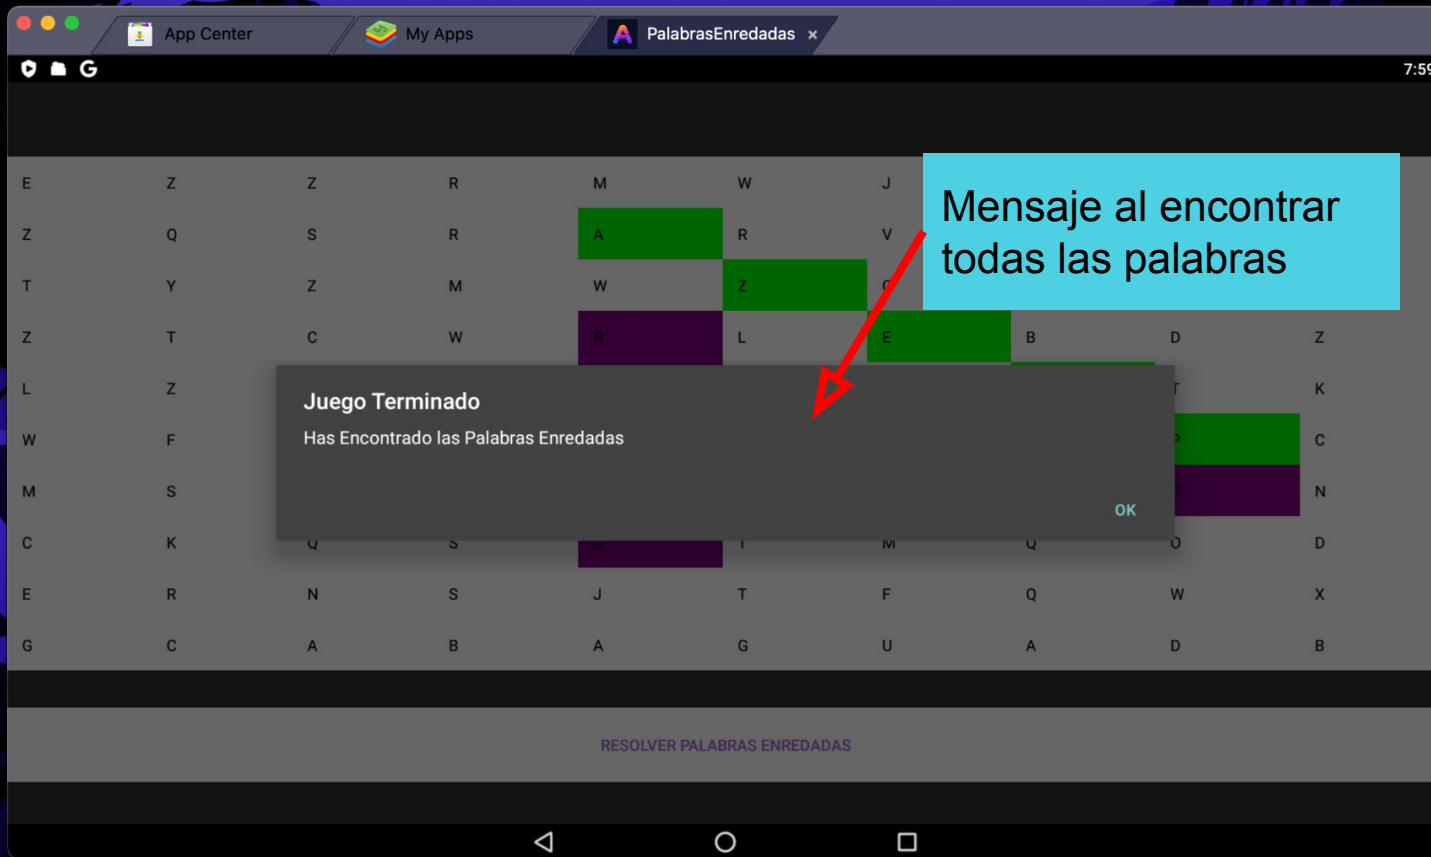 App Center My Apps PalabrasEnredadas ×
G 7:59
E Z Z R M W J
Mensaje al encontrar
todas las palabras
Z Q S R A R V
T Y Z M W Z
Z T C W R L E B D Z
L Z K
Juego Terminado
W F C
Has Encontrado las Palabras Enredadas
M S N
OK
C K Q S J T M Q O D
E R N S J T F Q W X
G C A B A G U A D B
RESOLVER PALABRAS ENREDADAS